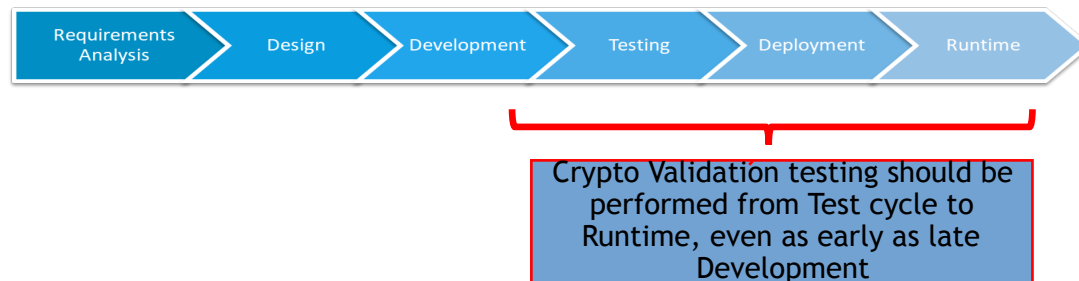 Requirements
Analysis
Design
Development
Testing
Deployment
Runtime
Crypto Validation testing should be
performed from Test cycle to
Runtime, even as early as late
Development